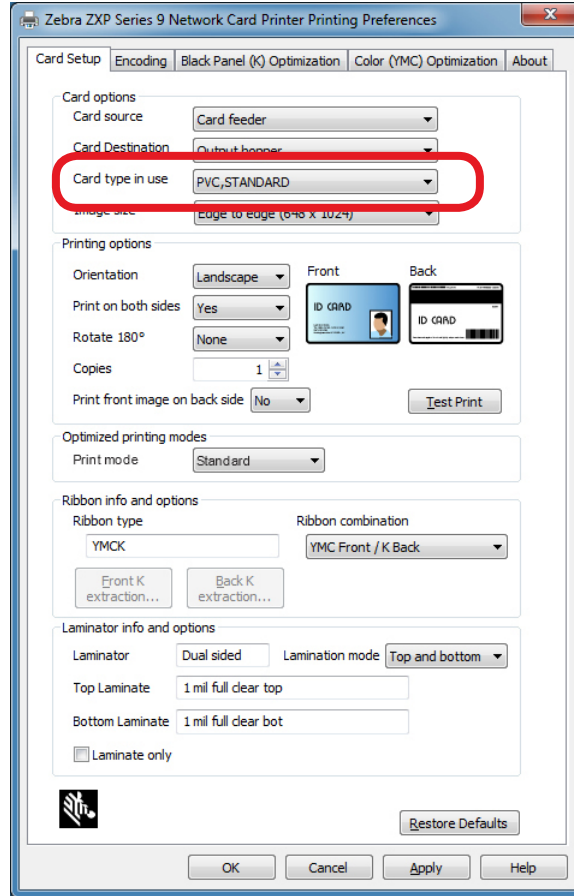 Zebra ZXP Series 9 Network Card Printer Printing Preferences
Card Setup Encoding Black Panel (K) Optimization Color (YMC) Optimization About
Card options
Card source Card feeder
Card Destination Output hopper
Card type in use PVC,STANDARD
Image size Edge to edge (648 x 1024)
Printing options
Orientation Landscape Front Back
Print on both sides Yes ID CARD ID CARD
Rotate 180° None
Copies 1
Print front image on back side No Test Print
Optimized printing modes
Print mode Standard
Ribbon info and options
Ribbon type Ribbon combination
YMCK YMC Front / K Back
Front K extraction... Back K extraction...
Laminator info and options
Laminator Dual sided Lamination mode Top and bottom
Top Laminate 1 mil full clear top
Bottom Laminate 1 mil full clear bot
Laminate only
Restore Defaults
OK Cancel Apply Help